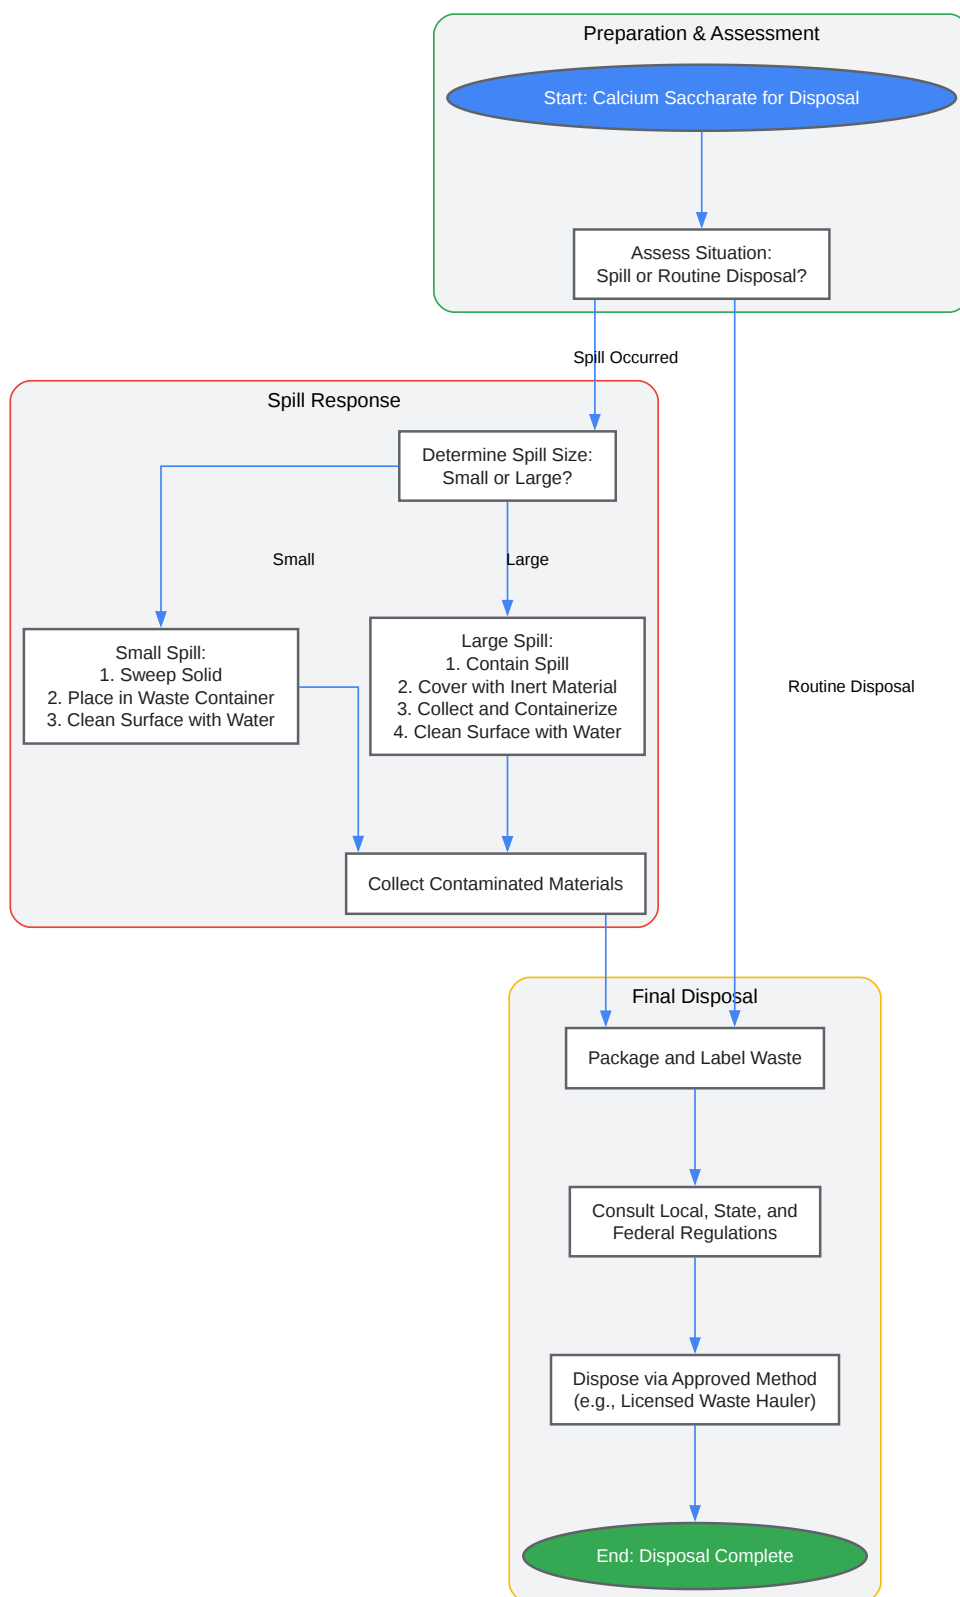 Preparation & Assessment
Start: Calcium Saccharate for Disposal
Assess Situation:
Spill or Routine Disposal?
Spill Occurred
Spill Response
Determine Spill Size:
Small or Large?
Small
Large
Small Spill:
1. Sweep Solid
2. Place in Waste Container
3. Clean Surface with Water
Large Spill:
1. Contain Spill
2. Cover with Inert Material
3. Collect and Containerize
4. Clean Surface with Water
Routine Disposal
Collect Contaminated Materials
Final Disposal
Package and Label Waste
Consult Local, State, and
Federal Regulations
Dispose via Approved Method
(e.g., Licensed Waste Hauler)
End: Disposal Complete